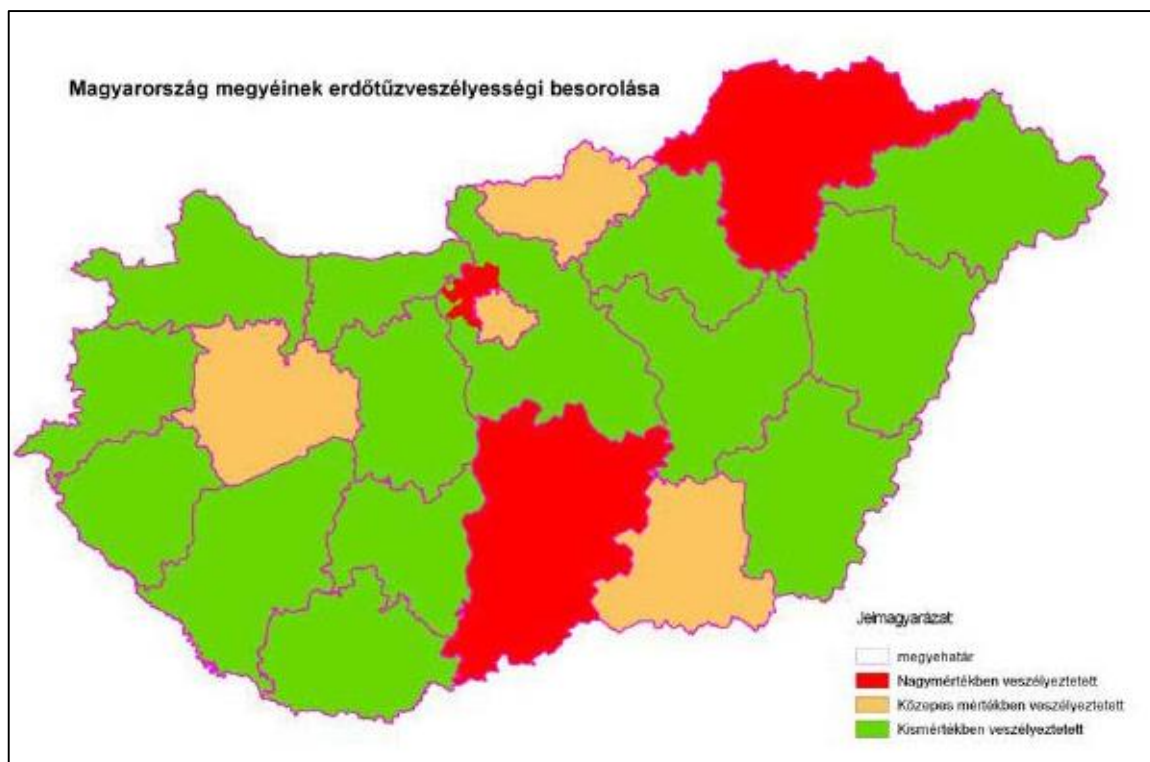 Magyarország megyéinek erdőtűzveszélyességi besorolása
Jelmagyarázat
megyehatár
Nagymértékben veszélyeztetett
Közepes mértékben veszélyeztetett
Kismértékben veszélyeztetett